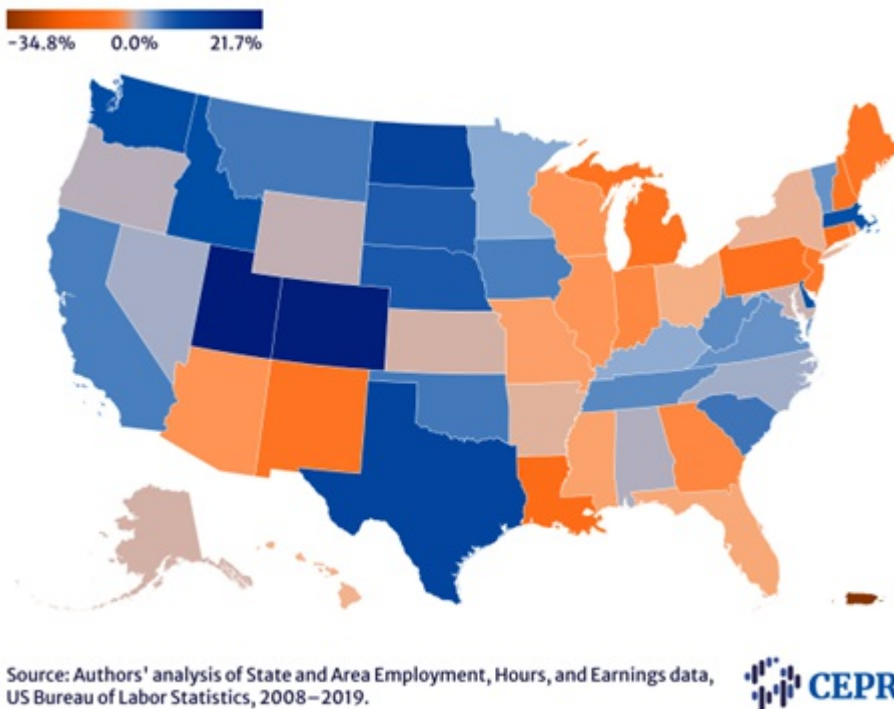 -34.8% 0.0% 21.7%
Source: Authors' analysis of State and Area Employment, Hours, and Earnings data,
US Bureau of Labor Statistics, 2008–2019.
CEPR